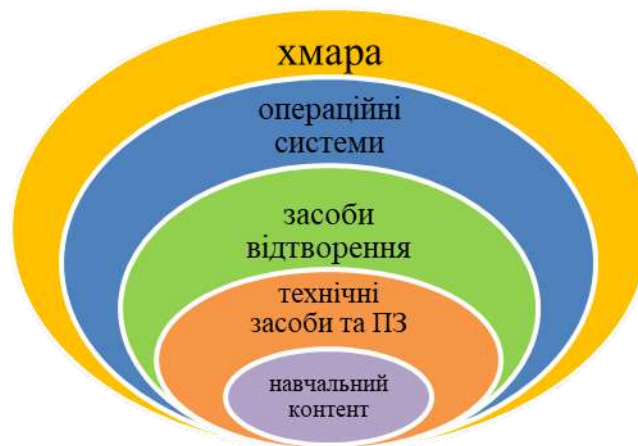 хмара
операційні
системи
засоби
відтворення
технічні
засоби та ПЗ
навчальний
контент